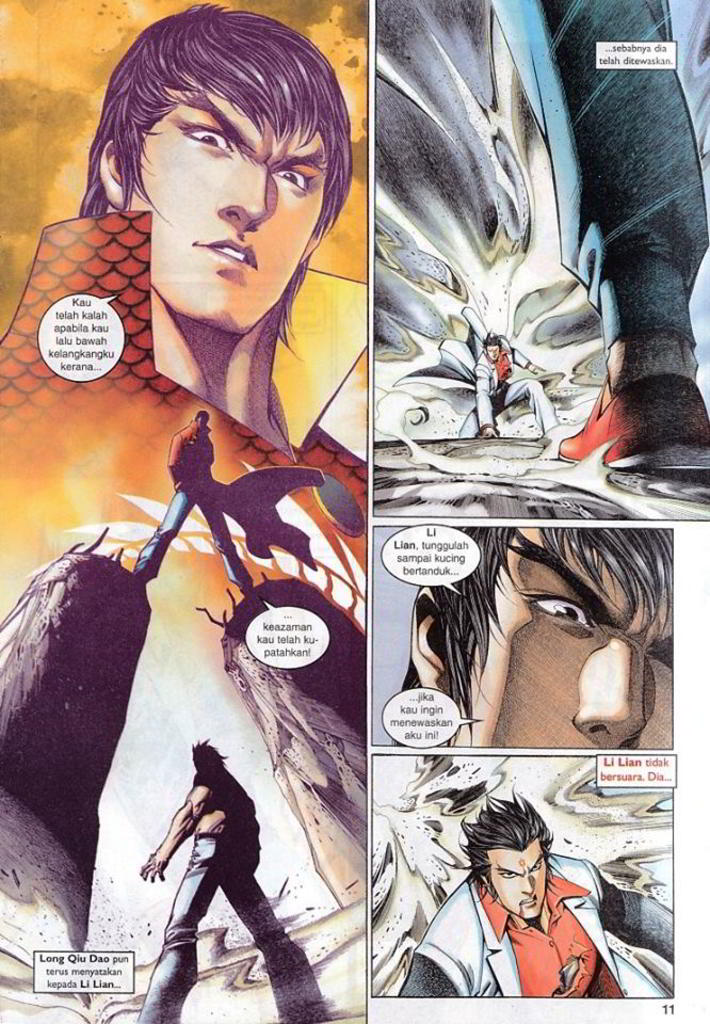 Kau
telah kalah
apabila kau
lalu bawah
kelangkangku
kerana...
...
keazaman
kau telah ku-
patahkan!
Long Qiu Dao pun
terus menyatakan
kepada Li Lian...
...sebabnya dia
telah ditewaskan.
Li
Lian, tunggulah
sampai kucing
bertanduk...
...jika
kau ingin
menewaskan
aku ini!
Li Lian tidak
bersuara. Dia...
11